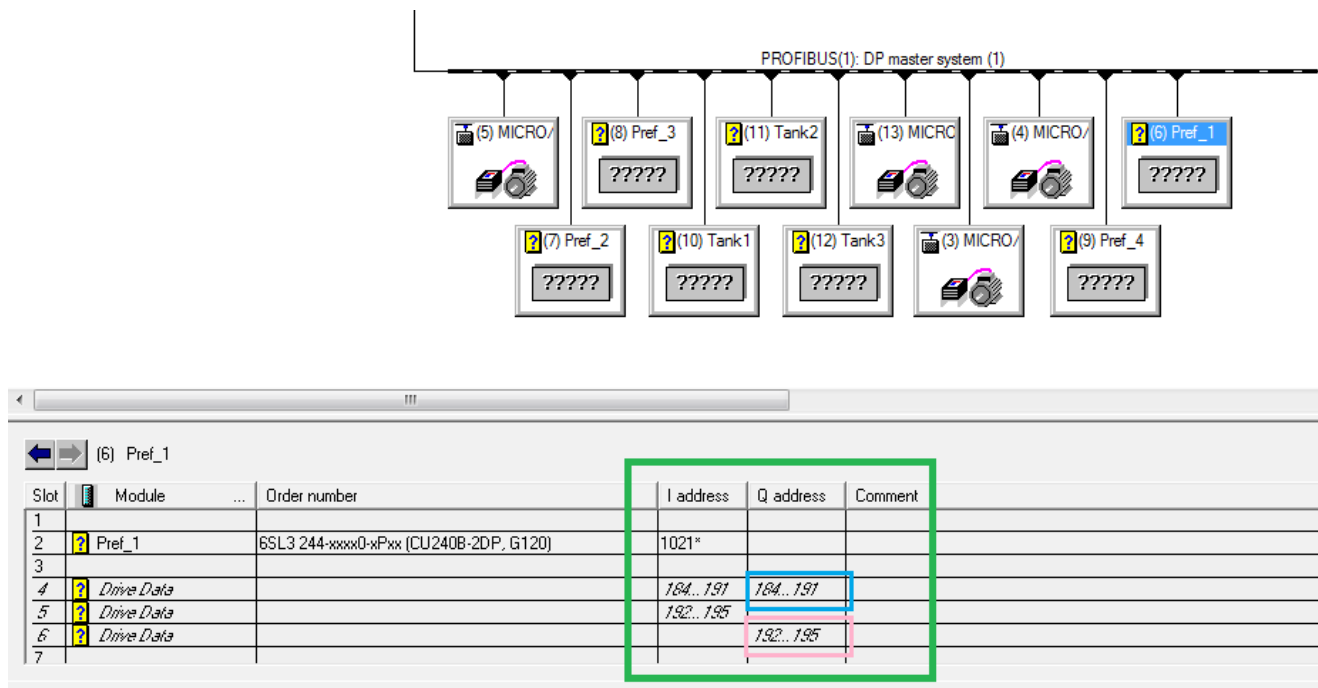 PROFIBUS(1): DP master system (1)
(5) MICRO/ ?(8) Pref_3 ?(11) Tank2 (13) MICRO (4) MICRO/ ?(6) Pref_1
????? ????? ?????
?(7) Pref_2 ?(10) Tank1 ?(12) Tank3 (3) MICRO/ ?(9) Pref_4
????? ????? ????? ?????
(6) Pref_1
Slot Module ... Order number I address Q address Comment
1
2 ? Pref_1 6SL3 244-xxxx0-xPxx (CU240B-2DP, G120) 1021*
3
4 ? Drive Data 184...191 184...191
5 ? Drive Data 192...195
6 ? Drive Data 192...195
7